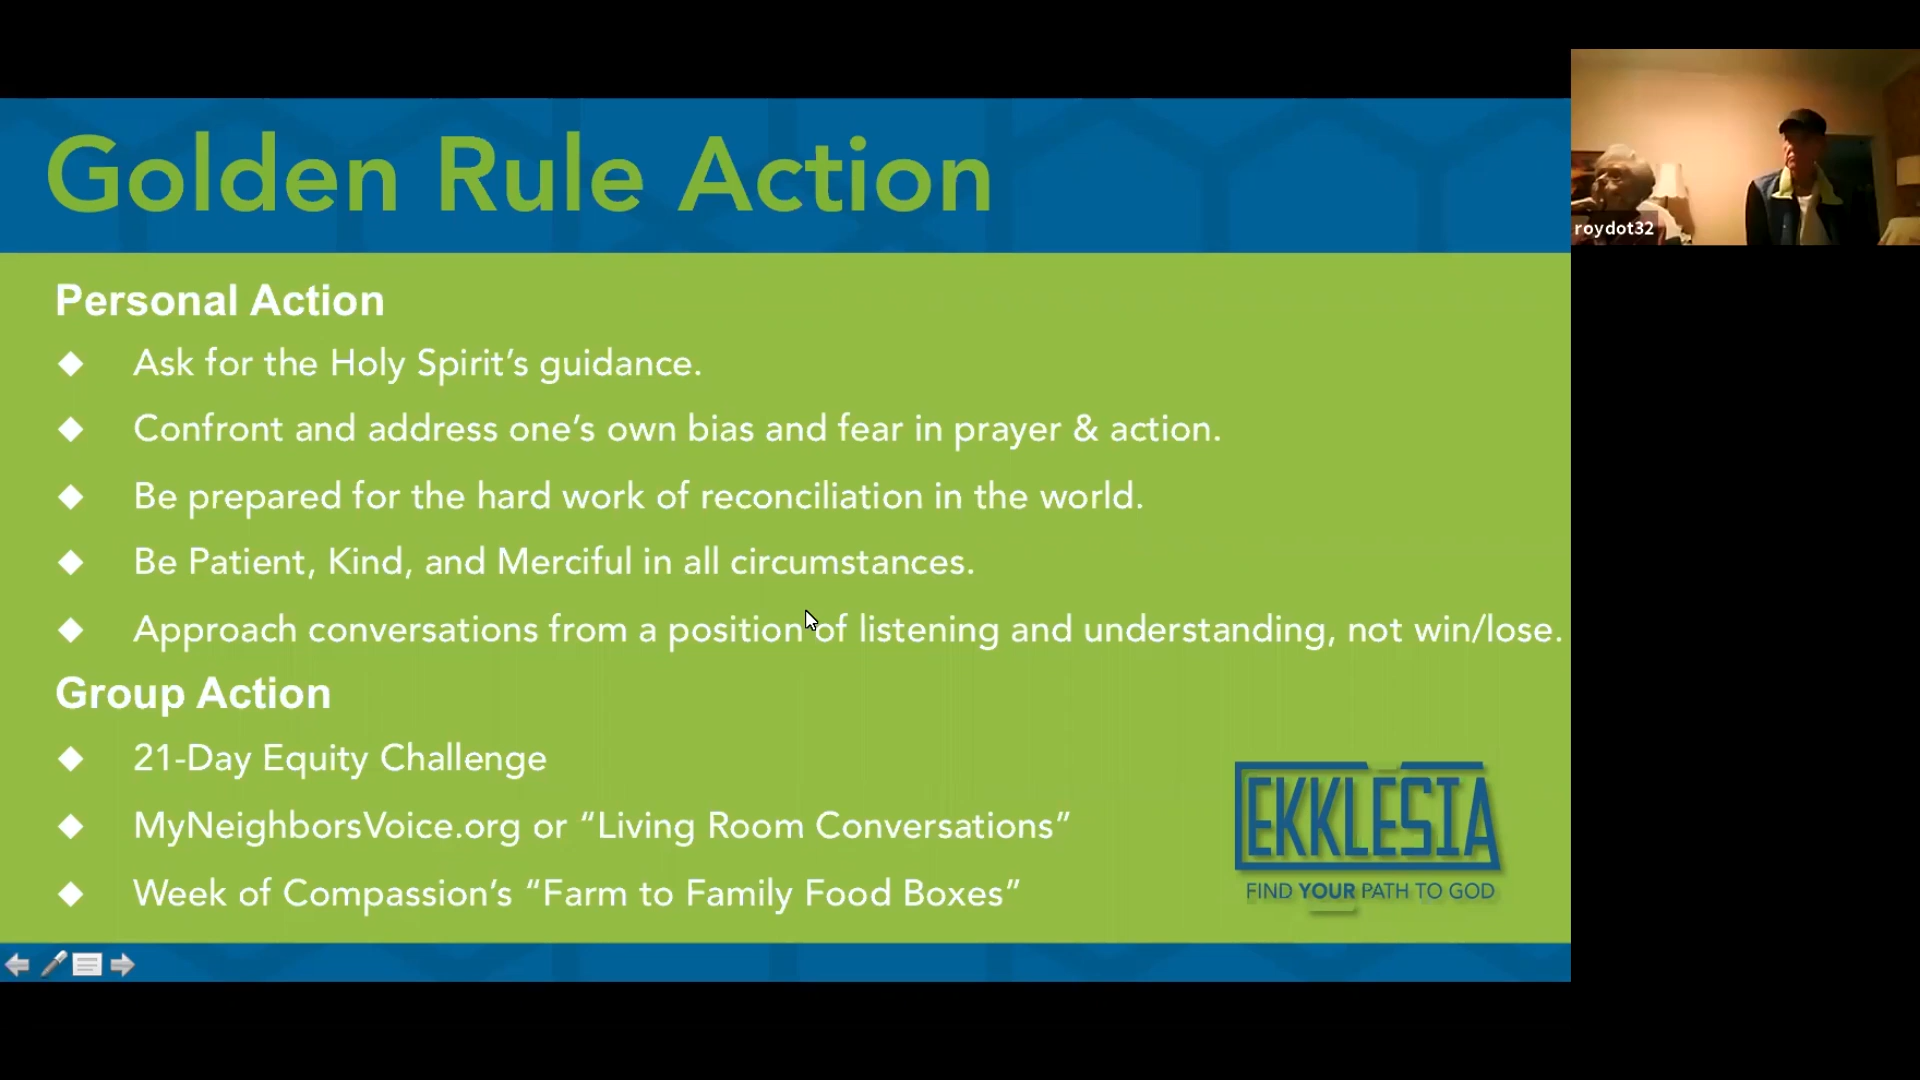 Golden Rule Action
roydot32
Personal Action
Ask for the Holy Spirit’s guidance.
Confront and address one’s own bias and fear in prayer & action.
Be prepared for the hard work of reconciliation in the world.
Be Patient, Kind, and Merciful in all circumstances.
Approach conversations from a position of listening and understanding, not win/lose.
Group Action
21-Day Equity Challenge
MyNeighborsVoice.org or “Living Room Conversations”
Week of Compassion’s “Farm to Family Food Boxes”
EKKLESIA
FIND YOUR PATH TO GOD